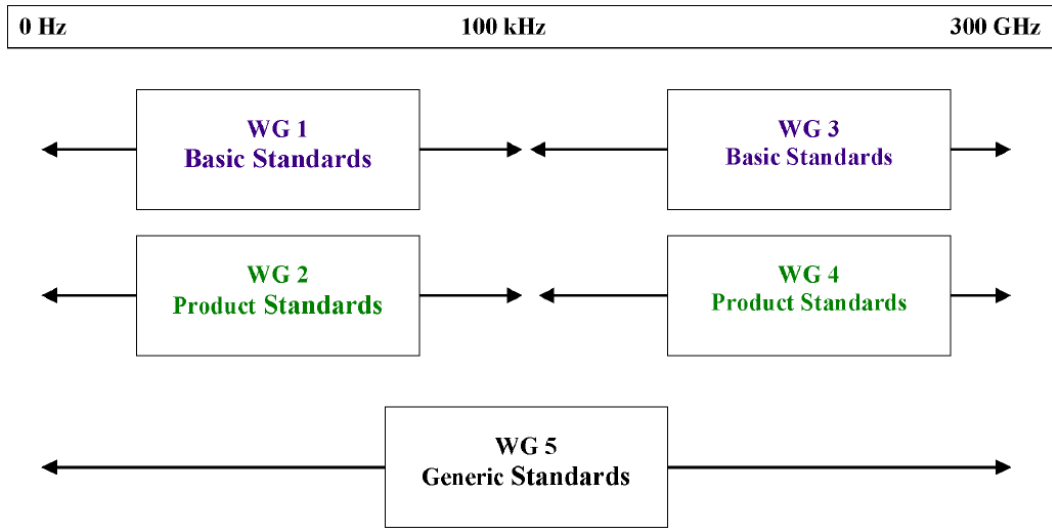 0 Hz 100 kHz 300 GHz
WG 1
Basic Standards
WG 3
Basic Standards
WG 2
Product Standards
WG 4
Product Standards
WG 5
Generic Standards